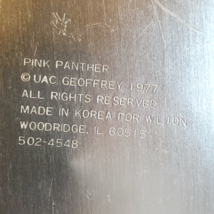 PINK PANTHER
© UAC GEOFFREY, 1977
ALL RIGHTS RESERVED
MADE IN KOREA FOR WILTON
WOODRIDGE, IL 60515
502-4548